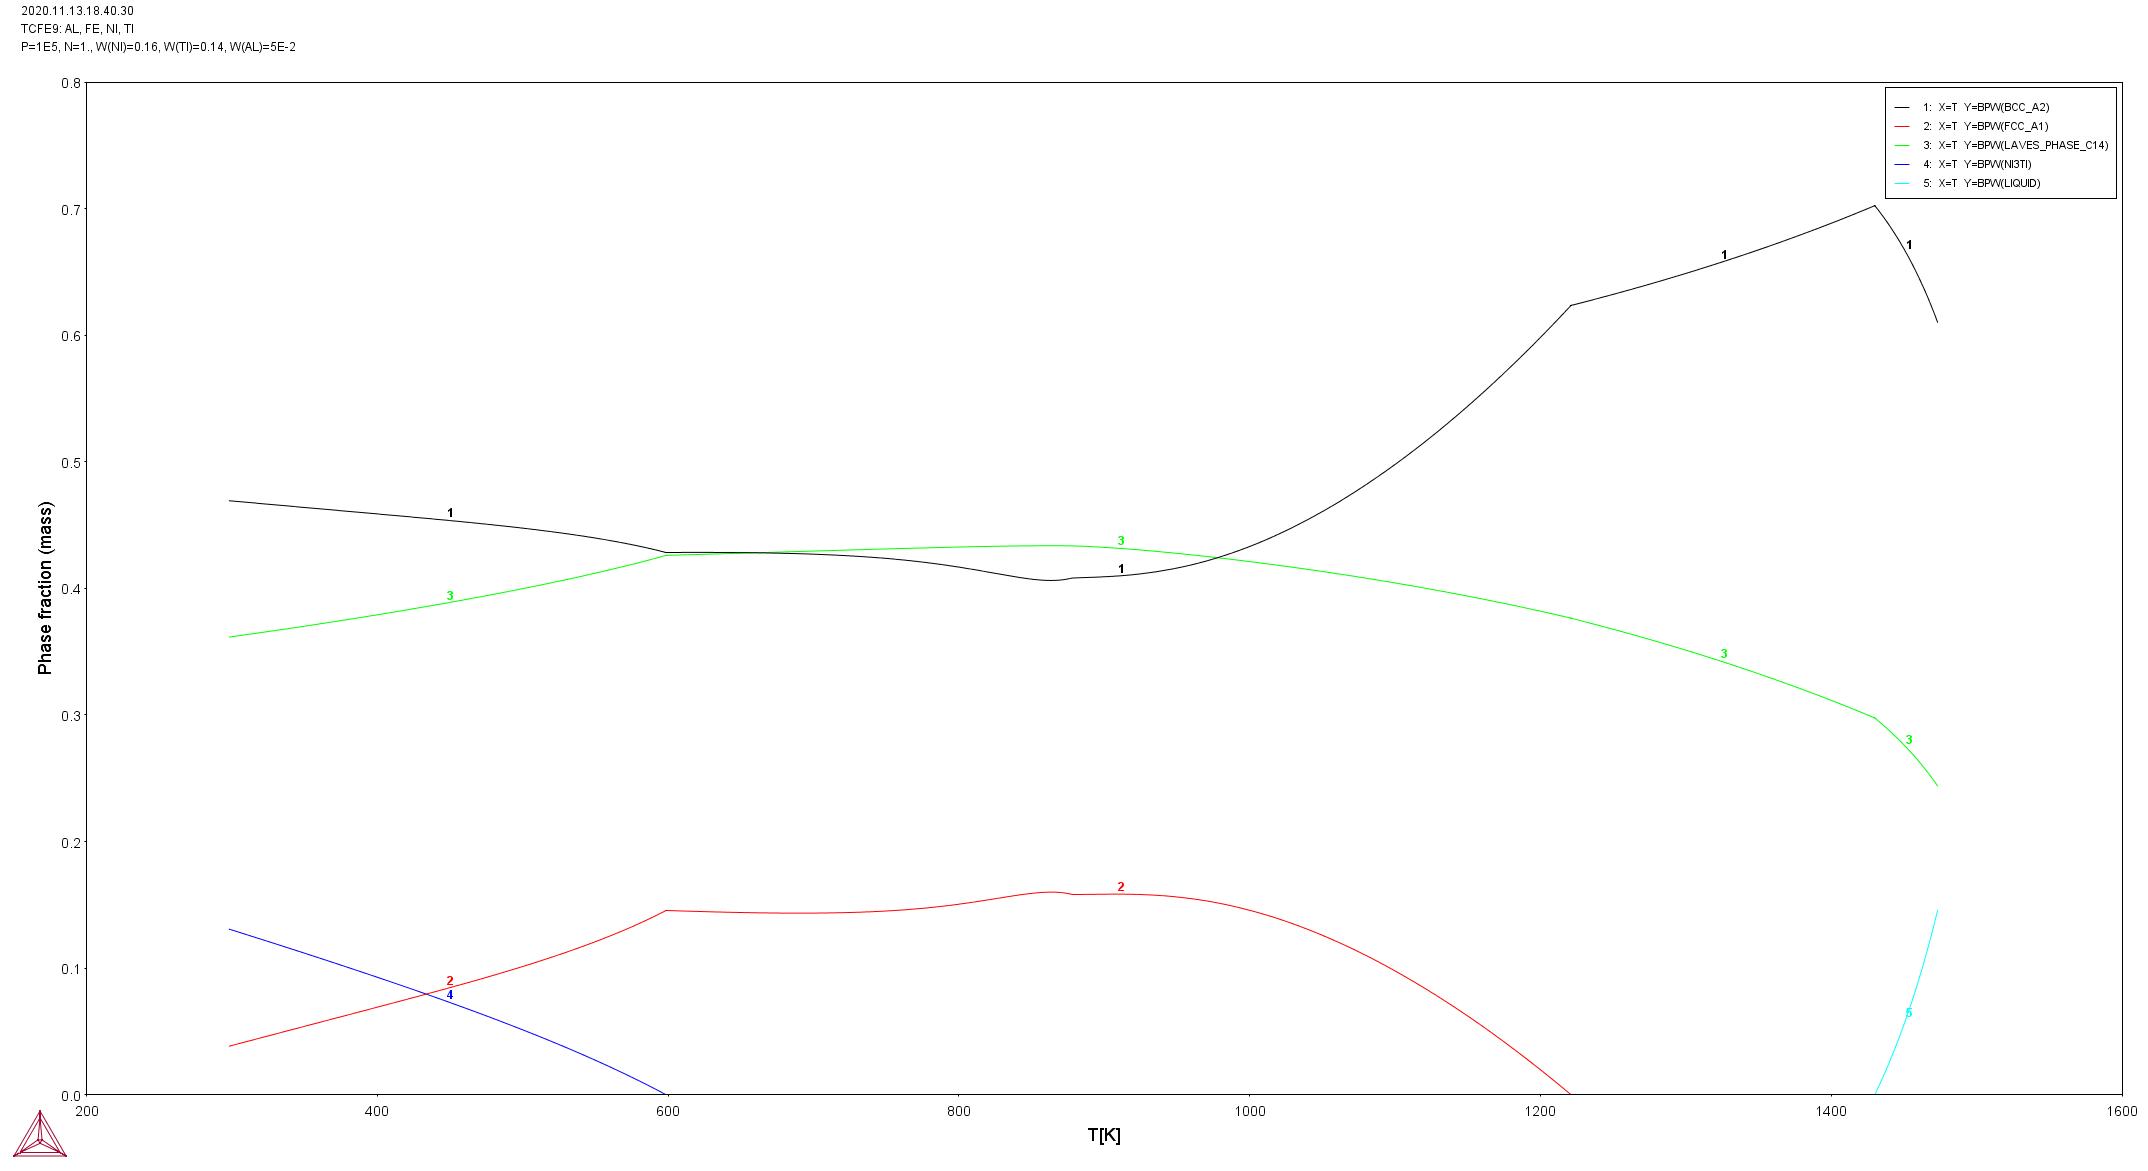 2020.11.13.18.40.30
TCFE9: AL, FE, NI, TI
P=1E5, N=1., W(NI)=0.16, W(TI)=0.14, W(AL)=5E-2
1: X=T Y=BPW(BCC_A2)
2: X=T Y=BPW(FCC_A1)
3: X=T Y=BPW(LAVES_PHASE_C14)
4: X=T Y=BPW(NI3TI)
5: X=T Y=BPW(LIQUID)
0.8
0.7
0.6
0.5
0.4
0.3
0.2
0.1
0.0
Phase fraction (mass)
1
1
1
1
3
3
3
3
2
2
4
5
200 400 600 800 1000 1200 1400 1600
T[K]